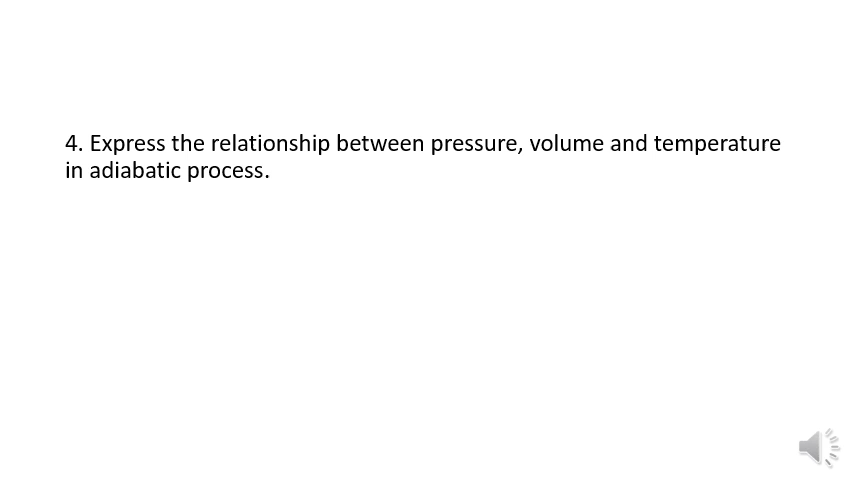 4. Express the relationship between pressure, volume and temperature
in adiabatic process.